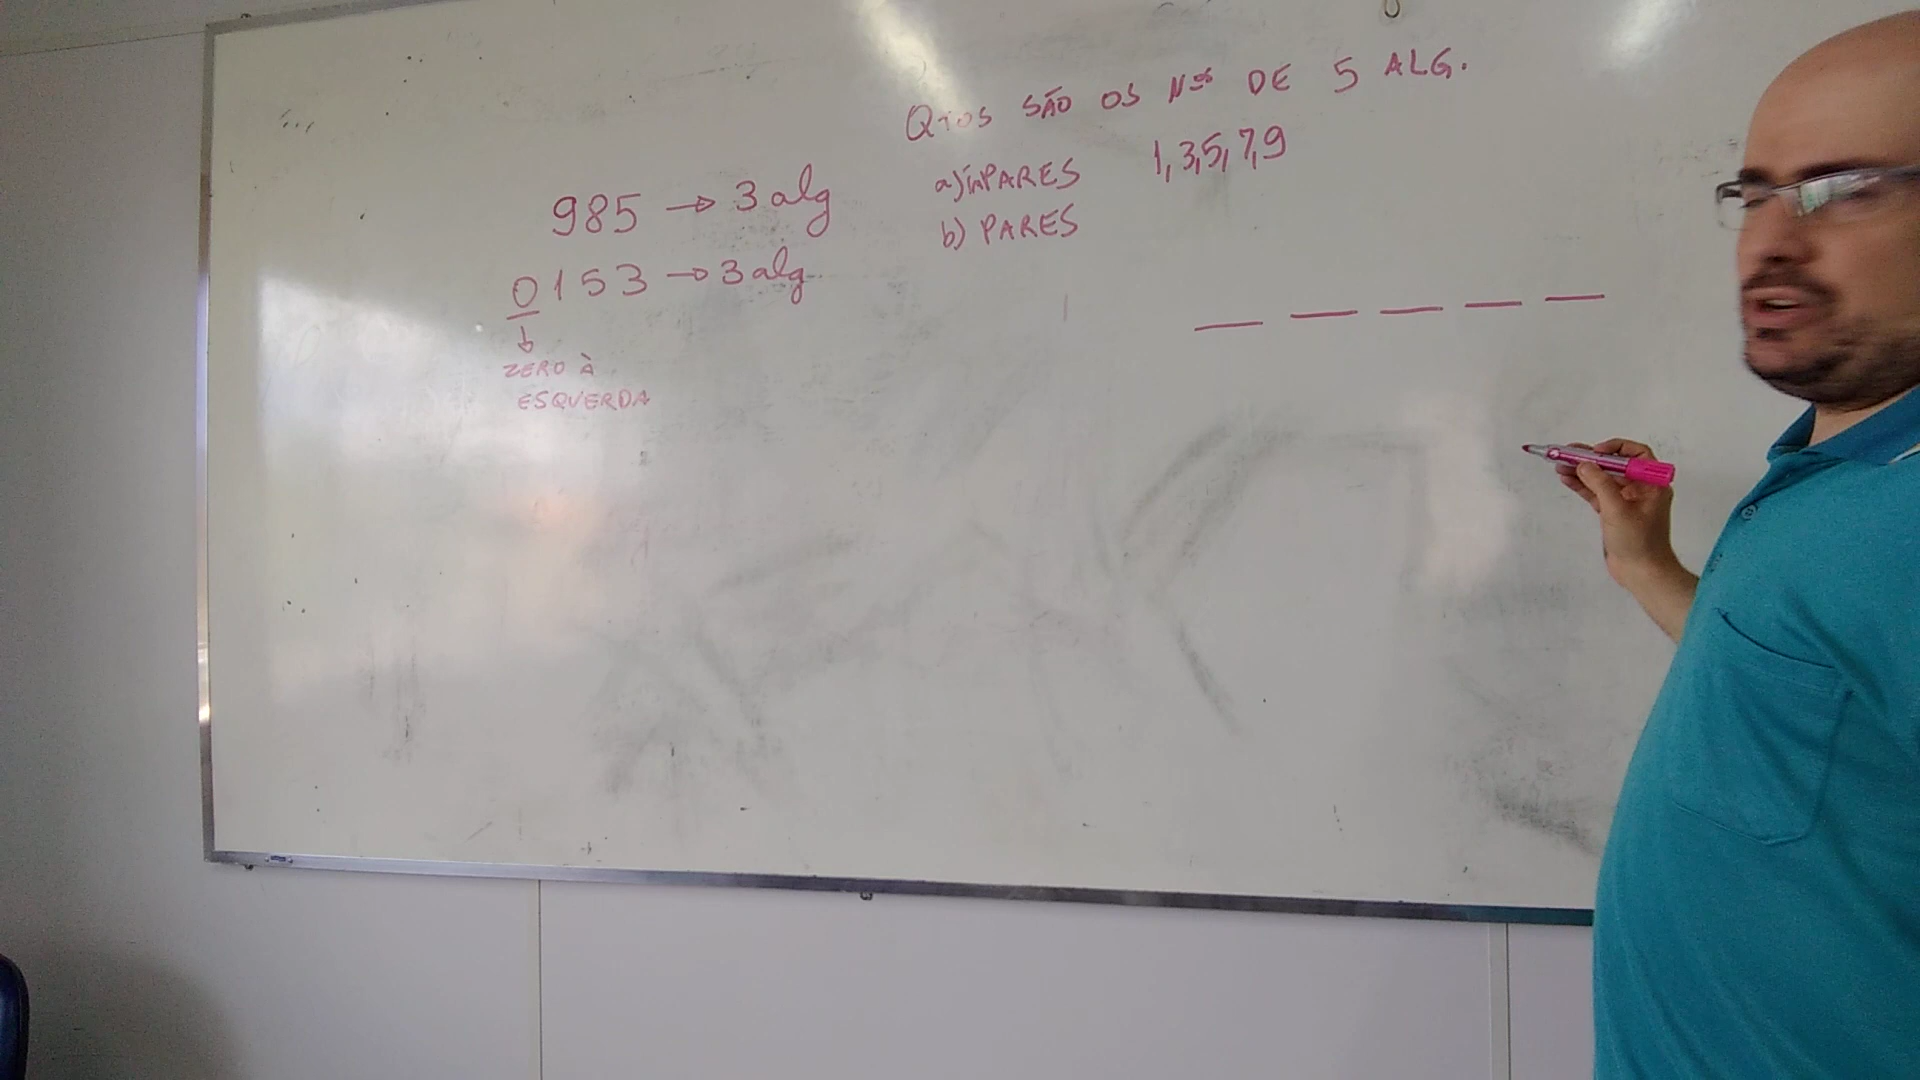 Qtos SÃO OS Nos DE 5 ALG.
a) ÍMPARES 1,3,5,7,9
b) PARES
985 → 3 alg
0153 → 3 alg.
↓
ZERO À
ESQUERDA